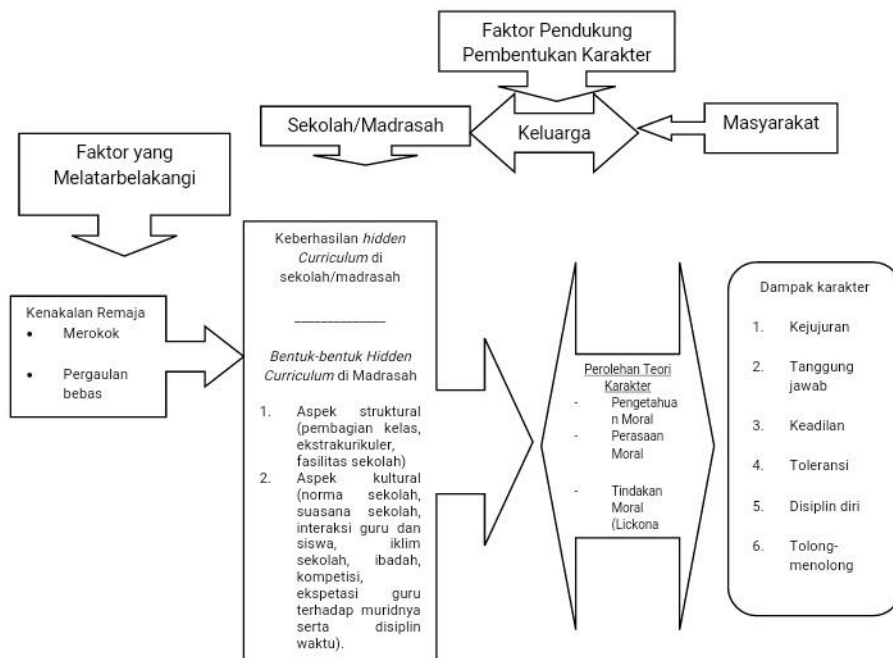 Faktor Pendukung
Pembentukan Karakter
Sekolah/Madrasah
Keluarga
Masyarakat
Faktor yang
Melatarbelakangi
Kenakalan Remaja
• Merokok
• Pergaulan
bebas
Keberhasilan hidden
Curriculum di
sekolah/madrasah
_______________
Bentuk-bentuk Hidden
Curriculum di Madrasah
1. Aspek struktural
(pembagian kelas,
ekstrakurikuler,
fasilitas sekolah)
2. Aspek kultural
(norma sekolah,
suasana sekolah,
interaksi guru dan
siswa, iklim
sekolah, ibadah,
kompetisi,
ekspetasi guru
terhadap muridnya
serta disiplin
waktu).
Perolehan Teori
Karakter
- Pengetahua
n Moral
- Perasaan
Moral
- Tindakan
Moral
(Lickona
Dampak karakter
1. Kejujuran
2. Tanggung
jawab
3. Keadilan
4. Toleransi
5. Disiplin diri
6. Tolong-
menolong